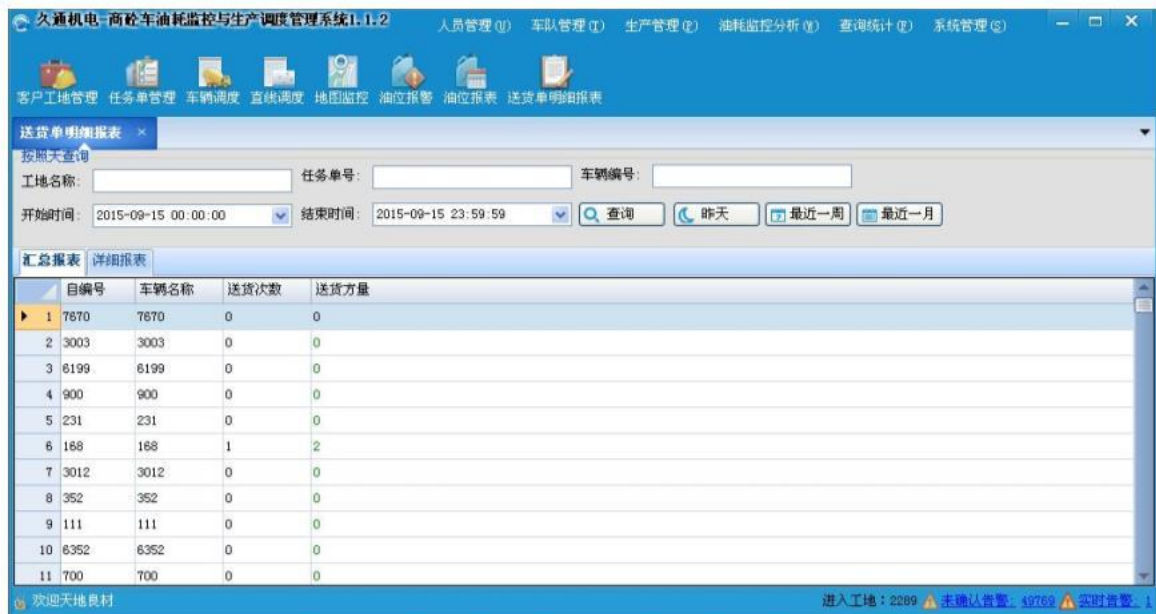 久通机电-商砼车油耗监控与生产调度管理系统1.1.2 人员管理(U) 车队管理(T) 生产管理(P) 油耗监控分析(W) 查询统计(F) 系统管理(S)
客户工地管理 任务单管理 车辆调度 直线调度 地图监控 油位报警 油位报表 送货单明细报表
送货单明细报表
按照天查询
工地名称: 任务单号: 车辆编号:
开始时间: 2015-09-15 00:00:00 结束时间: 2015-09-15 23:59:59 查询 昨天 最近一周 最近一月
汇总报表 详细报表
自编号 车辆名称 送货次数 送货方量
1 7670 7670 0 0
2 3003 3003 0 0
3 6199 6199 0 0
4 900 900 0 0
5 231 231 0 0
6 168 168 1 2
7 3012 3012 0 0
8 352 352 0 0
9 111 111 0 0
10 6352 6352 0 0
11 700 700 0 0
欢迎天地良材 进入工地:2289 未确认告警: 49769 实时告警: 1